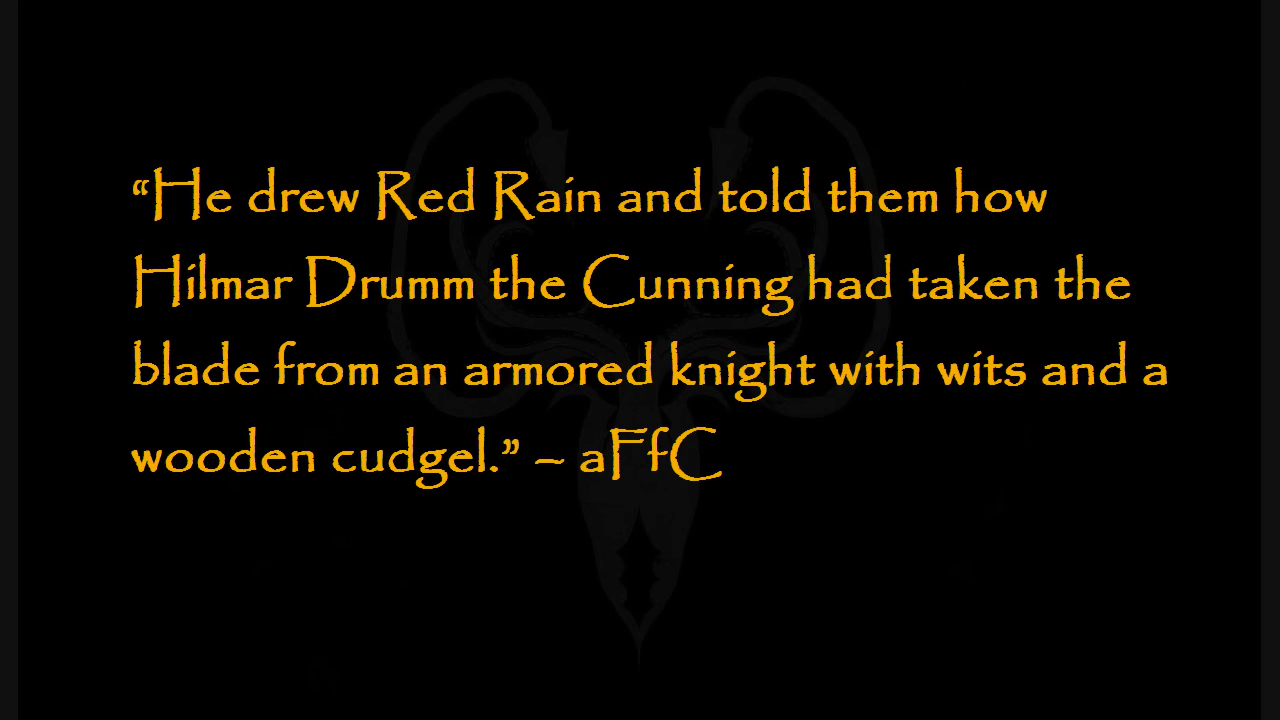 “He drew Red Rain and told them how
Hilmar Drumm the Cunning had taken the
blade from an armored knight with wits and a
wooden cudgel.” – aFfC